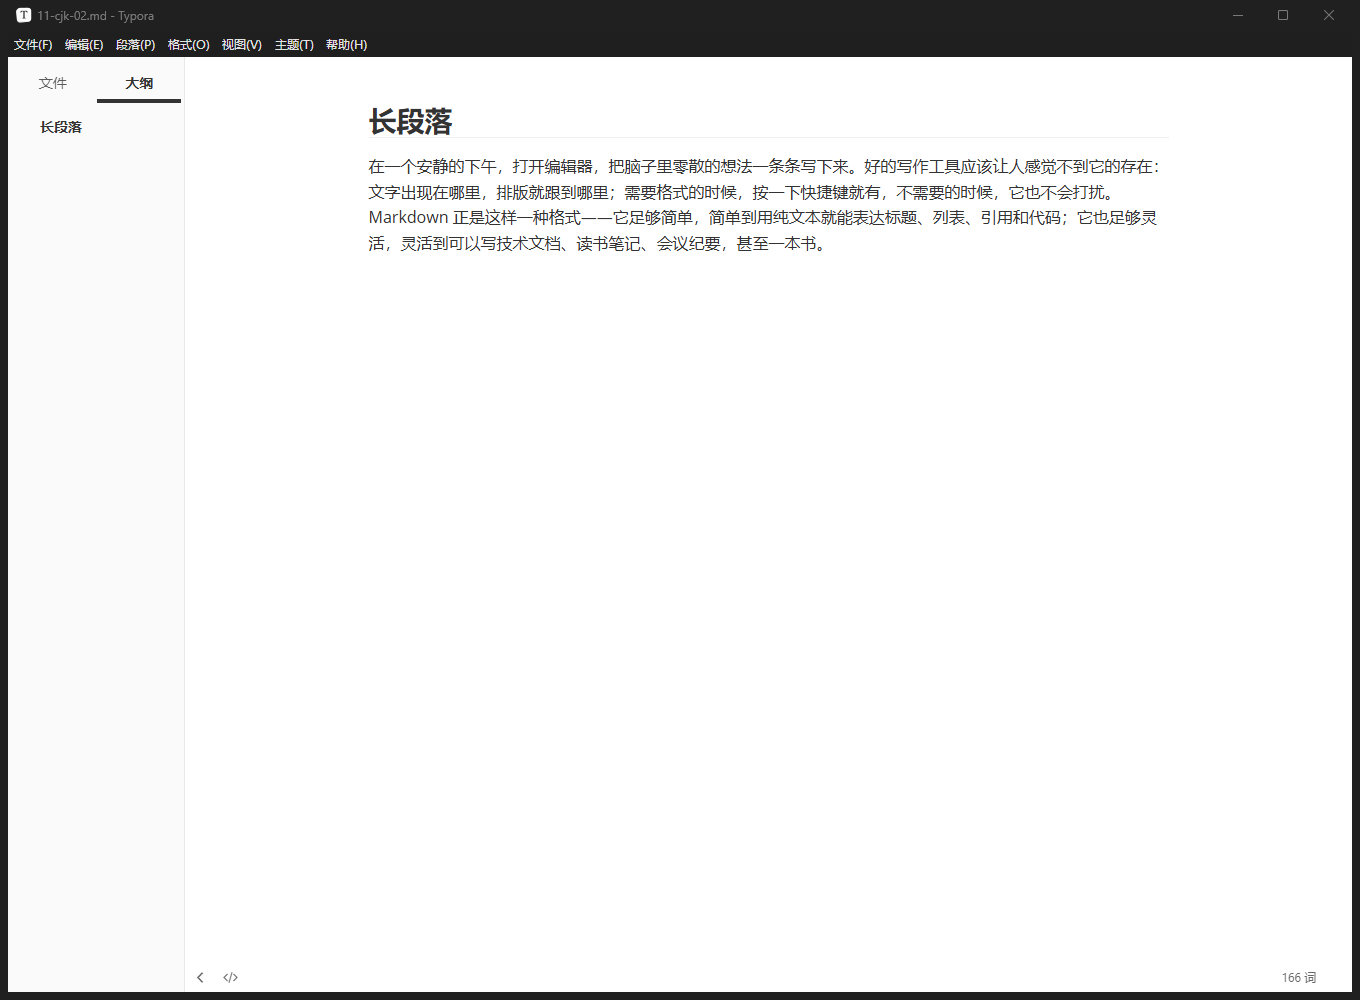 11-cjk-02.md - Typora
文件(F) 编辑(E) 段落(P) 格式(O) 视图(V) 主题(T) 帮助(H)
文件 大纲
长段落
长段落
在一个安静的下午，打开编辑器，把脑子里零散的想法一条条写下来。好的写作工具应该让人感觉不到它的存在：
文字出现在哪里，排版就跟到哪里；需要格式的时候，按一下快捷键就有，不需要的时候，它也不会打扰。
Markdown 正是这样一种格式——它足够简单，简单到用纯文本就能表达标题、列表、引用和代码；它也足够灵
活，灵活到可以写技术文档、读书笔记、会议纪要，甚至一本书。
166 词